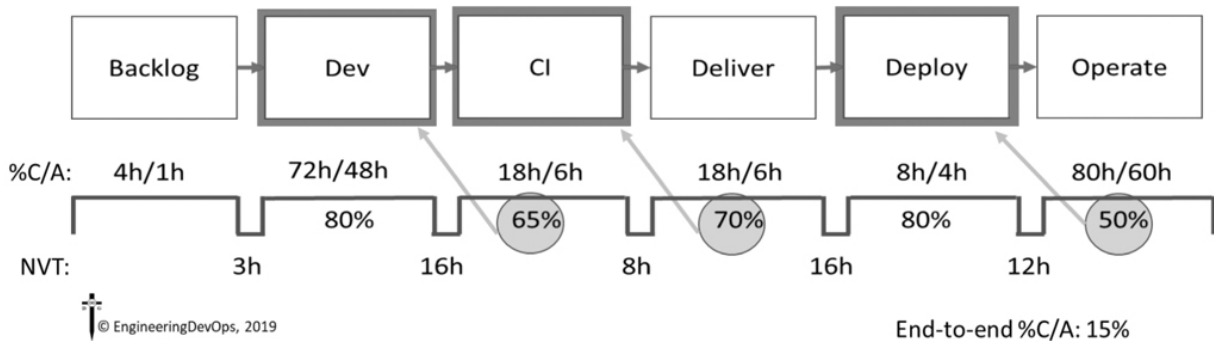 Backlog Dev CI Deliver Deploy Operate
%C/A: 4h/1h 72h/48h 18h/6h 18h/6h 8h/4h 80h/60h
80% 65% 70% 80% 50%
NVT: 3h 16h 8h 16h 12h
© EngineeringDevOps, 2019
End-to-end %C/A: 15%